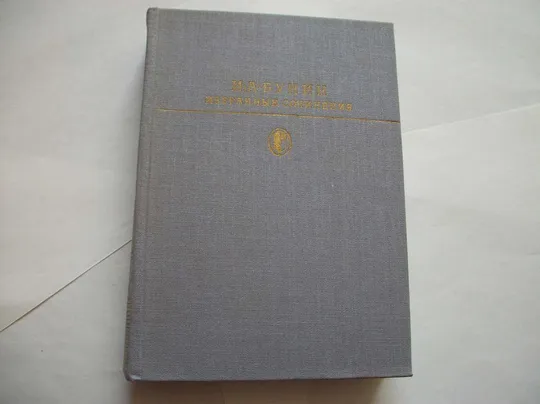 И.А.БУНИН
ИЗБРАННЫЕ СОЧИНЕНИЯ